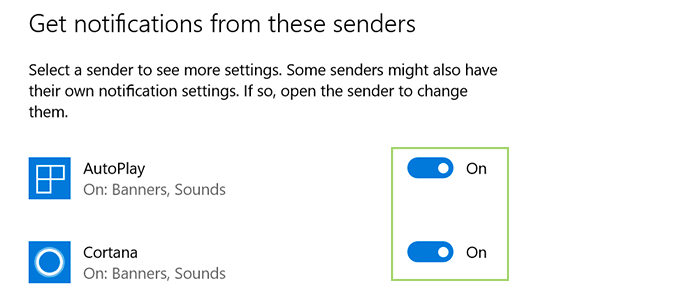 Get notifications from these senders
Select a sender to see more settings. Some senders might also have
their own notification settings. If so, open the sender to change
them.
AutoPlay
On
On: Banners, Sounds
Cortana
On
On: Banners, Sounds